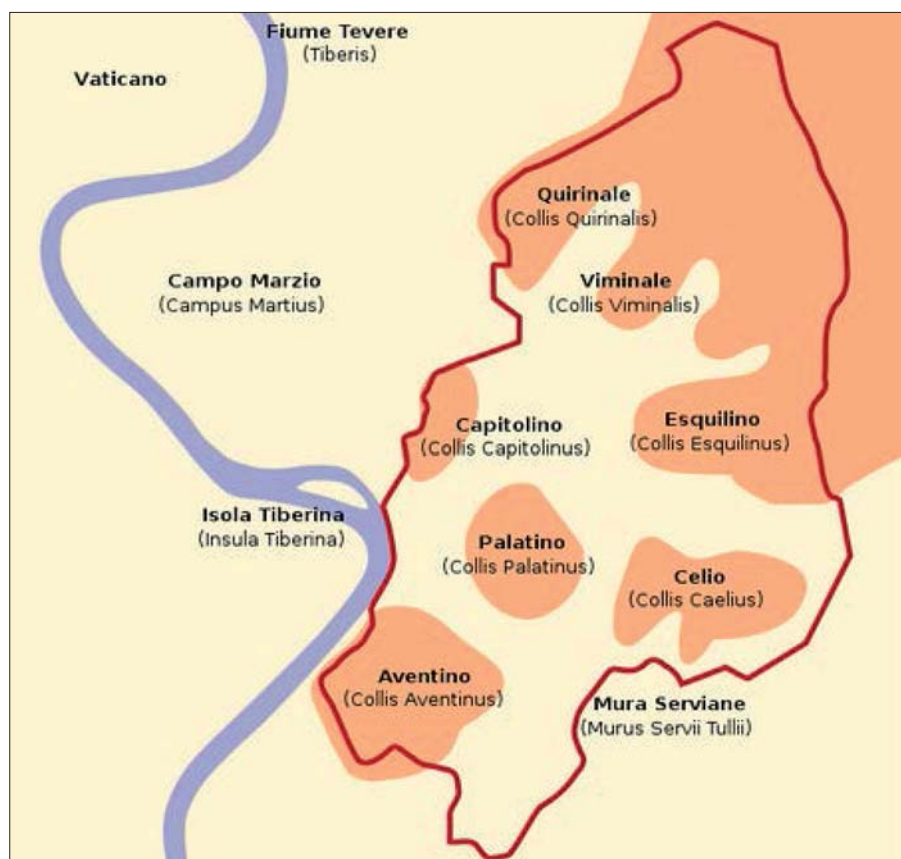 Fiume Tevere
(Tiberis)
Vaticano
Quirinale
(Collis Quirinalis)
Campo Marzio
(Campus Martius)
Viminale
(Collis Viminalis)
Capitolino
(Collis Capitolinus)
Esquilino
(Collis Esquilinus)
Isola Tiberina
(Insula Tiberina)
Palatino
(Collis Palatinus)
Celio
(Collis Caelius)
Aventino
(Collis Aventinus)
Mura Serviane
(Murus Servii Tullii)